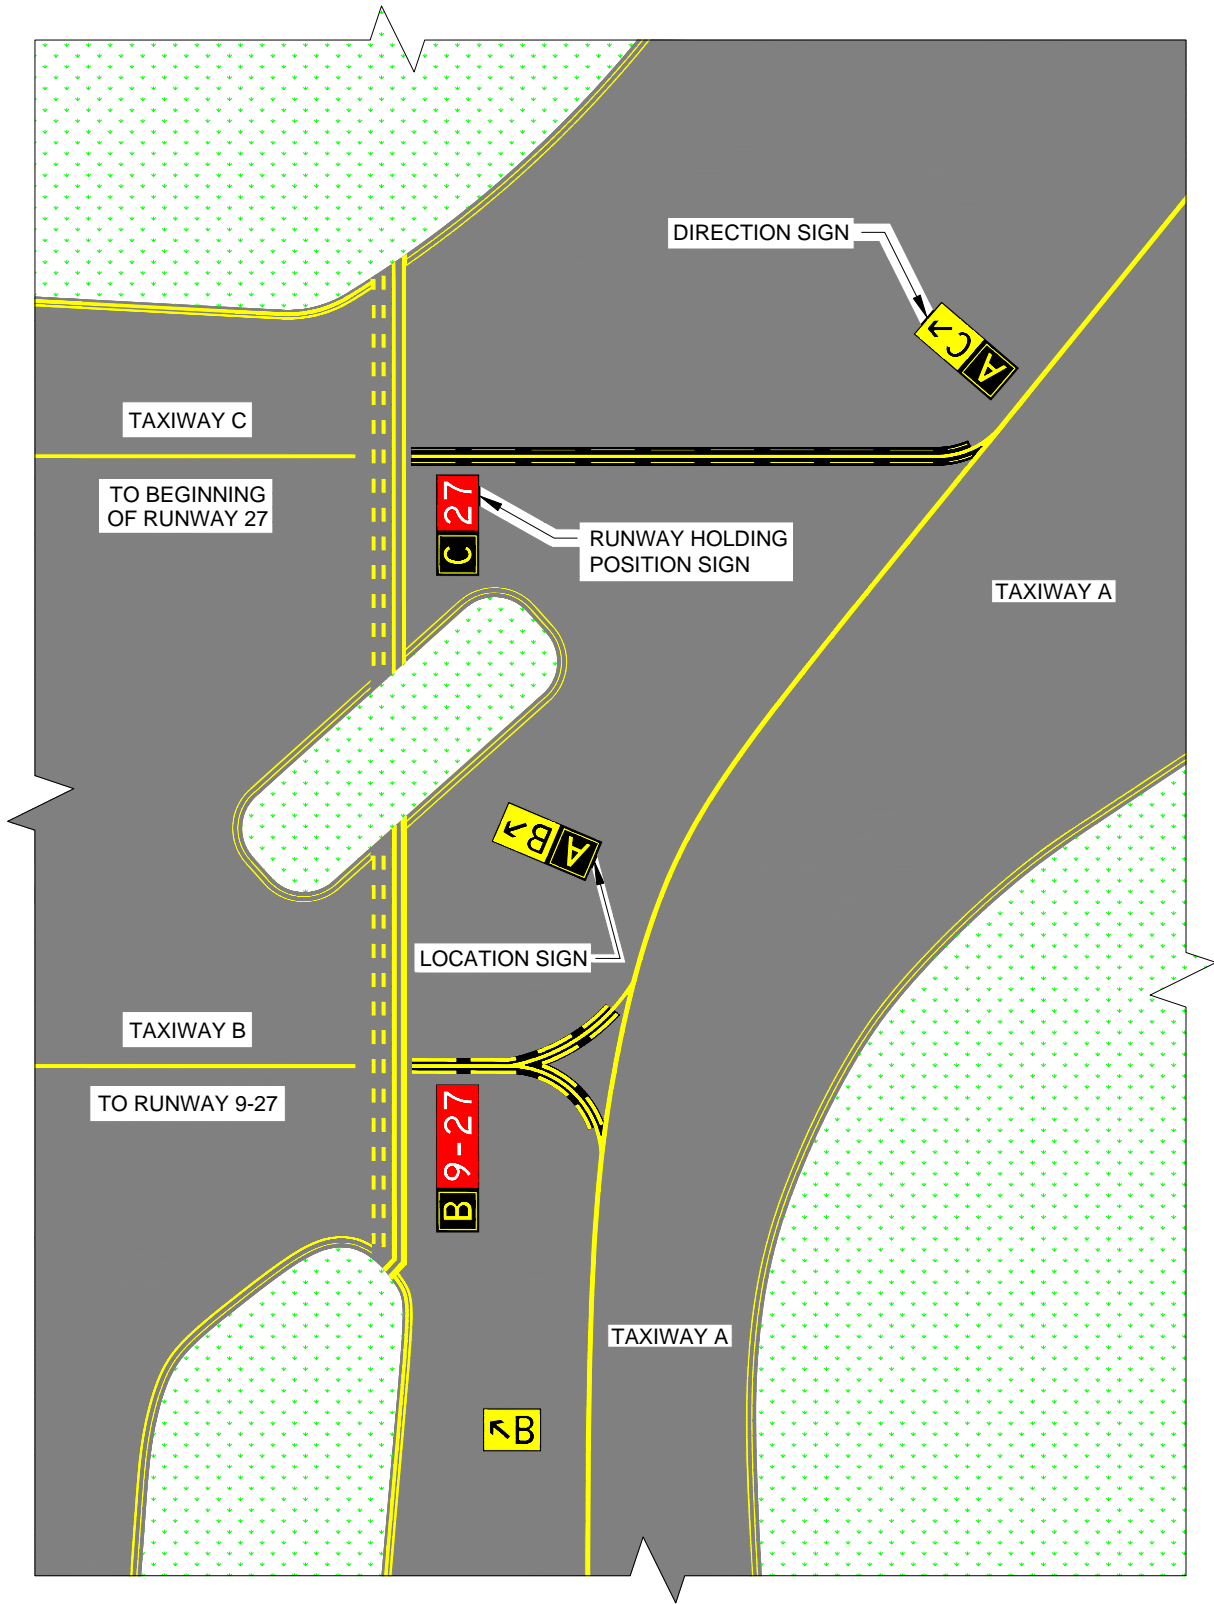 DIRECTION SIGN
C
A
TAXIWAY C
TO BEGINNING
OF RUNWAY 27
C 27
RUNWAY HOLDING
POSITION SIGN
TAXIWAY A
B
A
LOCATION SIGN
TAXIWAY B
TO RUNWAY 9-27
B 9-27
TAXIWAY A
B